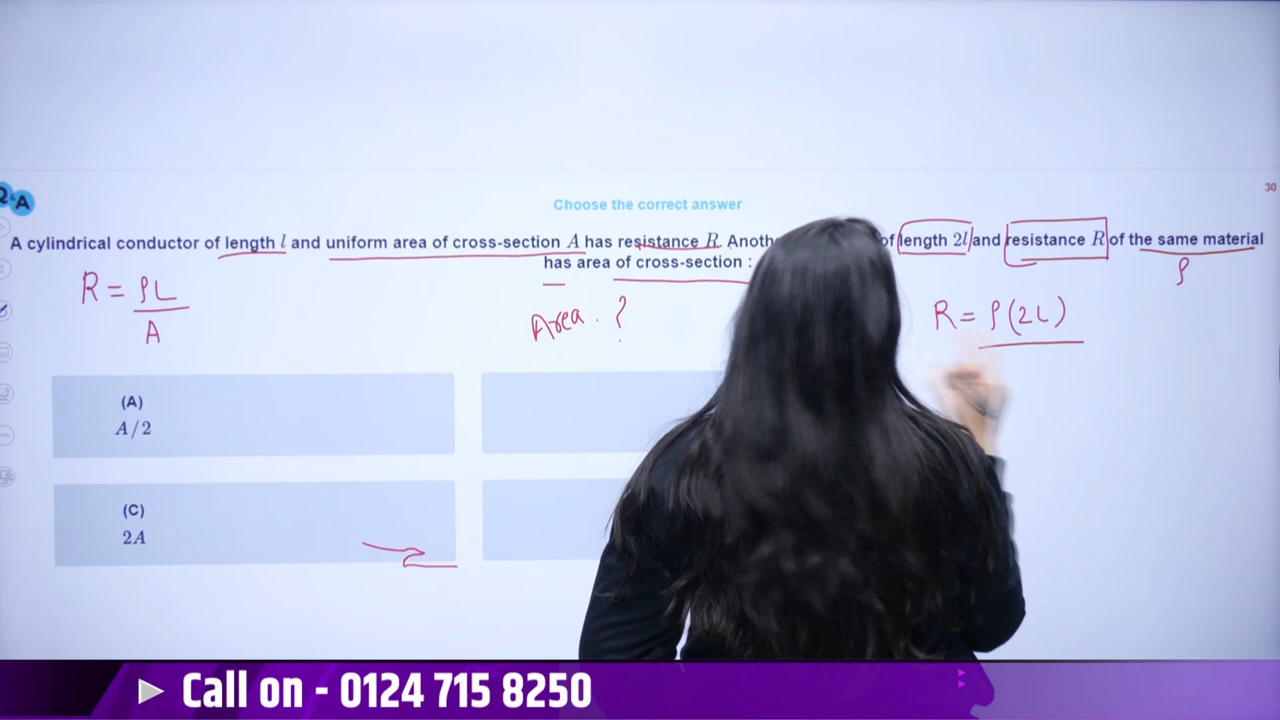 Q&A
Choose the correct answer
30
A cylindrical conductor of length l and uniform area of cross-section A has resistance R. of length 2l and resistance R of the same material
has area of cross-section :
ρ
R = ρL
A
Area . ?
R = ρ(2L)
(A)
A/2
(C)
2A
Call on - 0124 715 8250